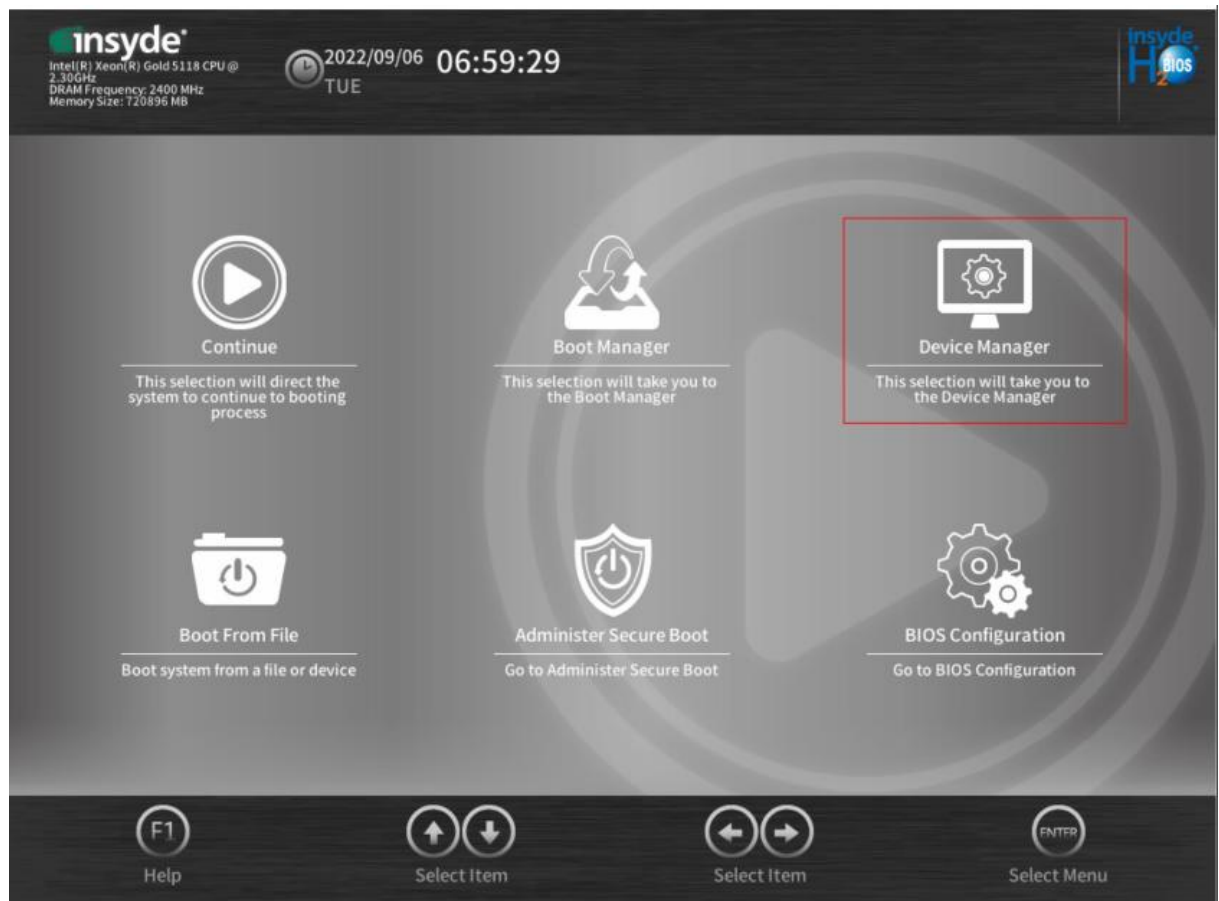 insyde®
Intel(R) Xeon(R) Gold 5118 CPU @
2.30GHz
DRAM Frequency: 2400 MHz
Memory Size: 720896 MB
2022/09/06
TUE
06:59:29
insyde
H2BIOS
Continue
This selection will direct the
system to continue to booting
process
Boot Manager
This selection will take you to
the Boot Manager
Device Manager
This selection will take you to
the Device Manager
Boot From File
Boot system from a file or device
Administer Secure Boot
Go to Administer Secure Boot
BIOS Configuration
Go to BIOS Configuration
F1
Help
Select Item
Select Item
ENTER
Select Menu